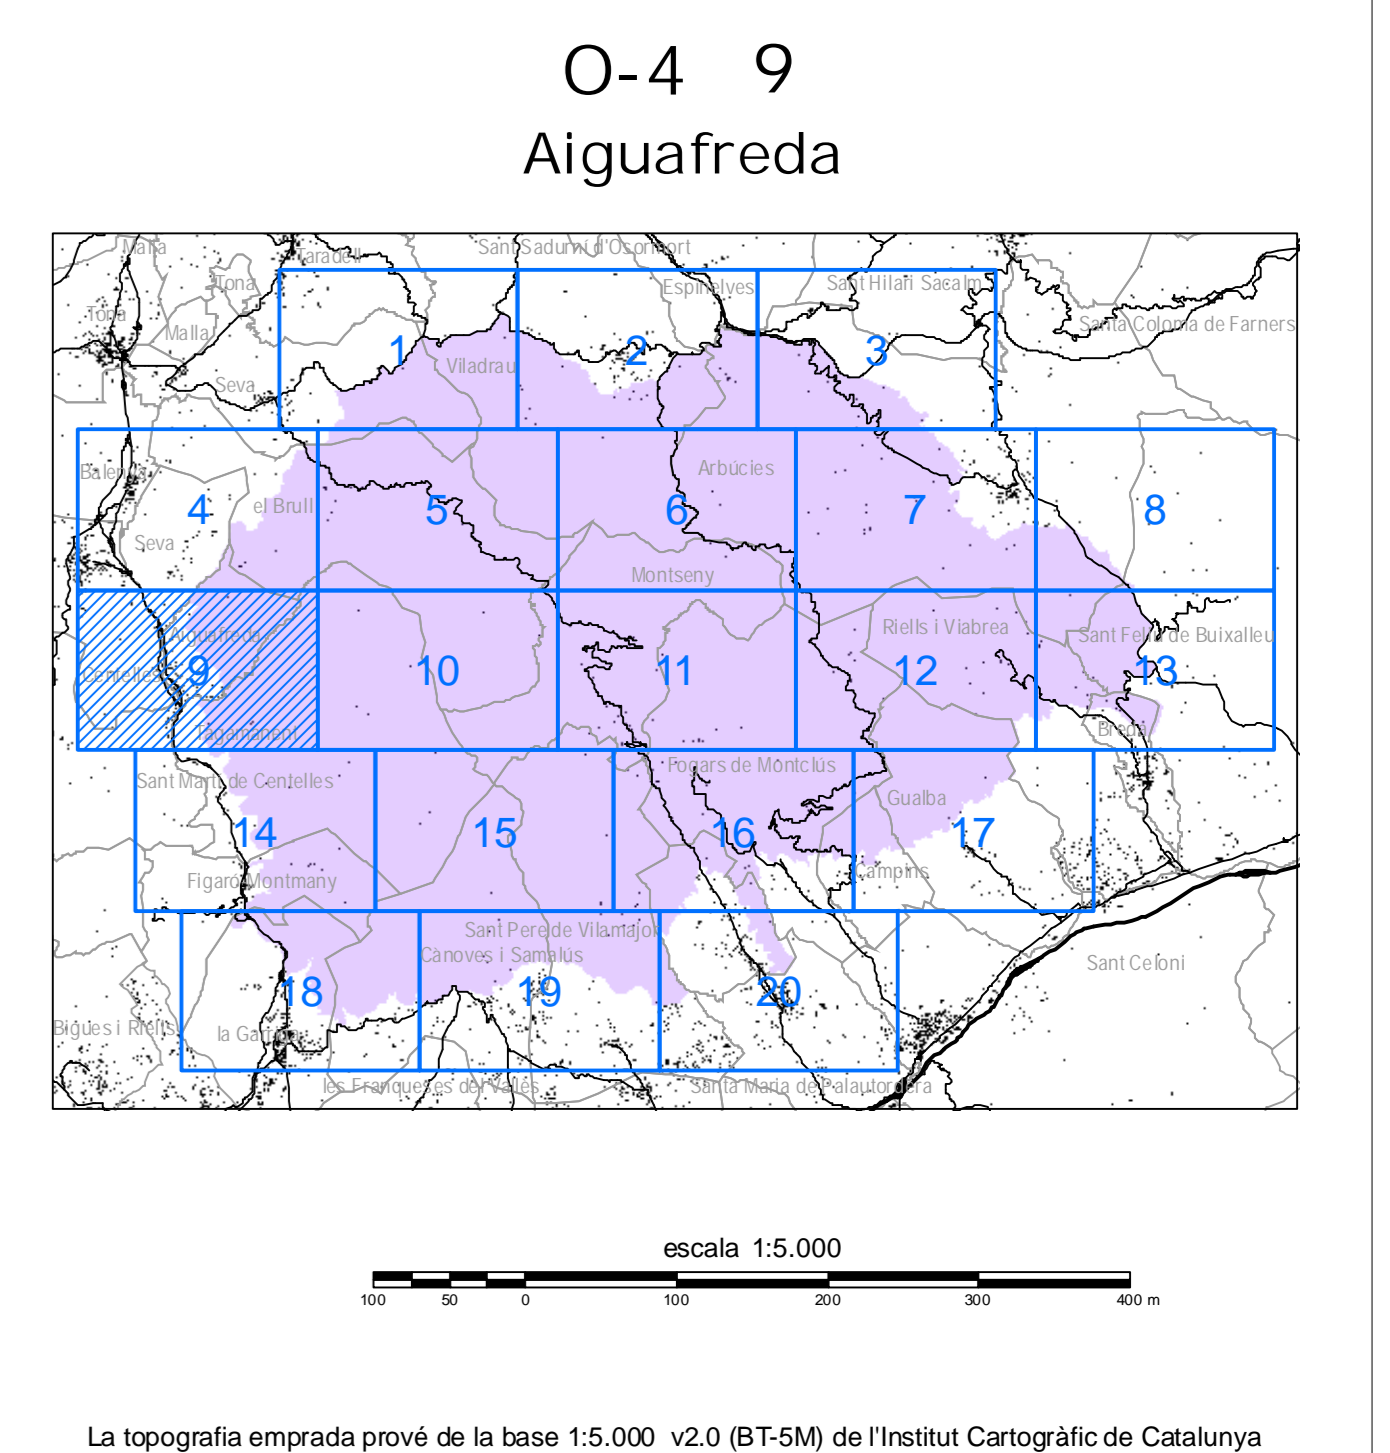 O-4 9
Aiguafreda
Malla
Taradell
Sant Sadurní d'Osormort
Tona
Espinelves
Sant Hilari Sacalm
Tona
Malla
Santa Coloma de Farners
1
2
3
Viladrau
Seva
Balenyà
Arbúcies
4
el Brull
5
6
7
8
Seva
Montseny
Aiguafreda
Riells i Viabrea
Sant Feliu de Buixalleu
Centelles
9
10
11
12
13
Tagamanent
Breda
Sant Martí de Centelles
Fogars de Montclús
Gualba
14
15
16
17
Figaró-Montmany
Campins
Sant Pere de Vilamajor
Cànoves i Samalús
Sant Celoni
18
19
20
Bigues i Riells
la Garriga
les Franqueses del Vallès
Santa Maria de Palautordera
escala 1:5.000
100 50 0 100 200 300 400 m
La topografia emprada prové de la base 1:5.000 v2.0 (BT-5M) de l'Institut Cartogràfic de Catalunya